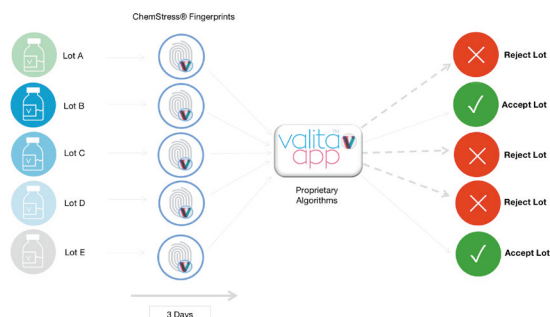 ChemStress® Fingerprints
Lot A
Lot B
Lot C
Lot D
Lot E
valita
app
Proprietary
Algorithms
Reject Lot
Accept Lot
Reject Lot
Reject Lot
Accept Lot
3 Days